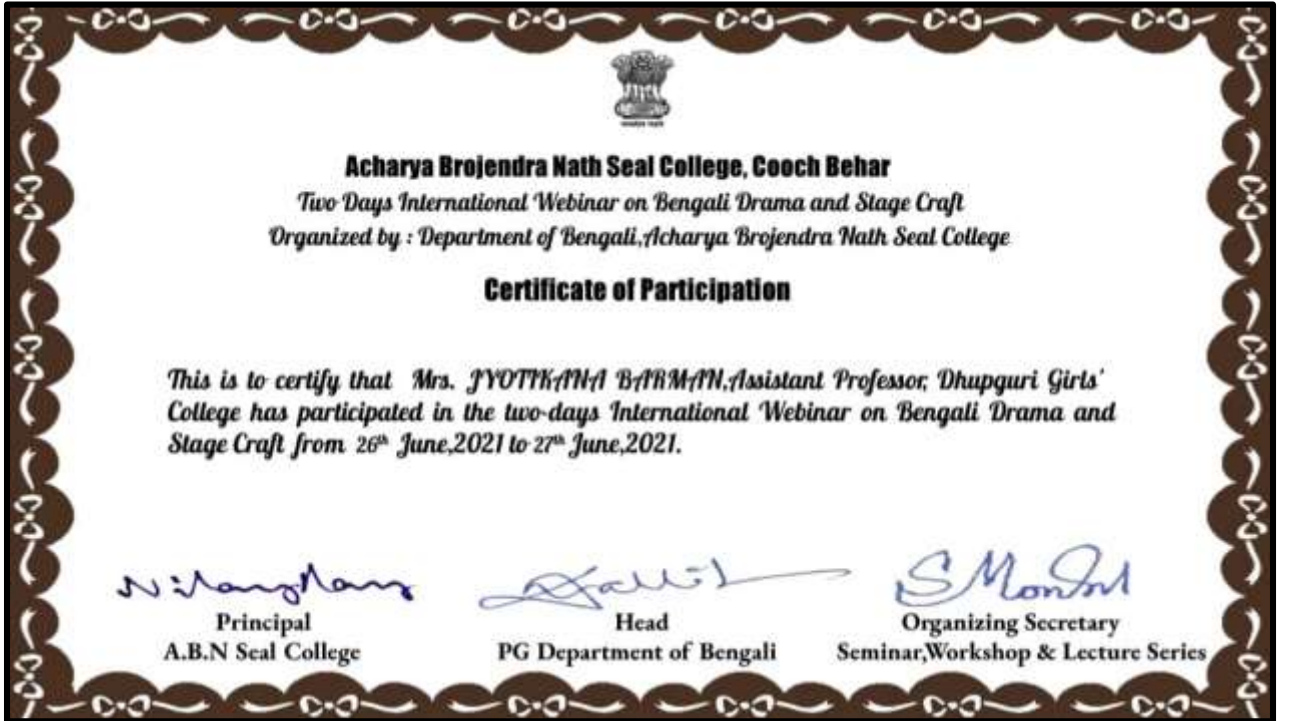 Acharya Brojendra Nath Seal College, Cooch Behar
Two Days International Webinar on Bengali Drama and Stage Craft
Organized by : Department of Bengali,Acharya Brojendra Nath Seal College
Certificate of Participation
This is to certify that Mrs. JYOTIKANA BARMAN,Assistant Professor, Dhupguri Girls'
College has participated in the two-days International Webinar on Bengali Drama and
Stage Craft from 26th June,2021 to 27th June,2021.
S Mondal
Principal
Head
Organizing Secretary
A.B.N Seal College
PG Department of Bengali
Seminar,Workshop & Lecture Series